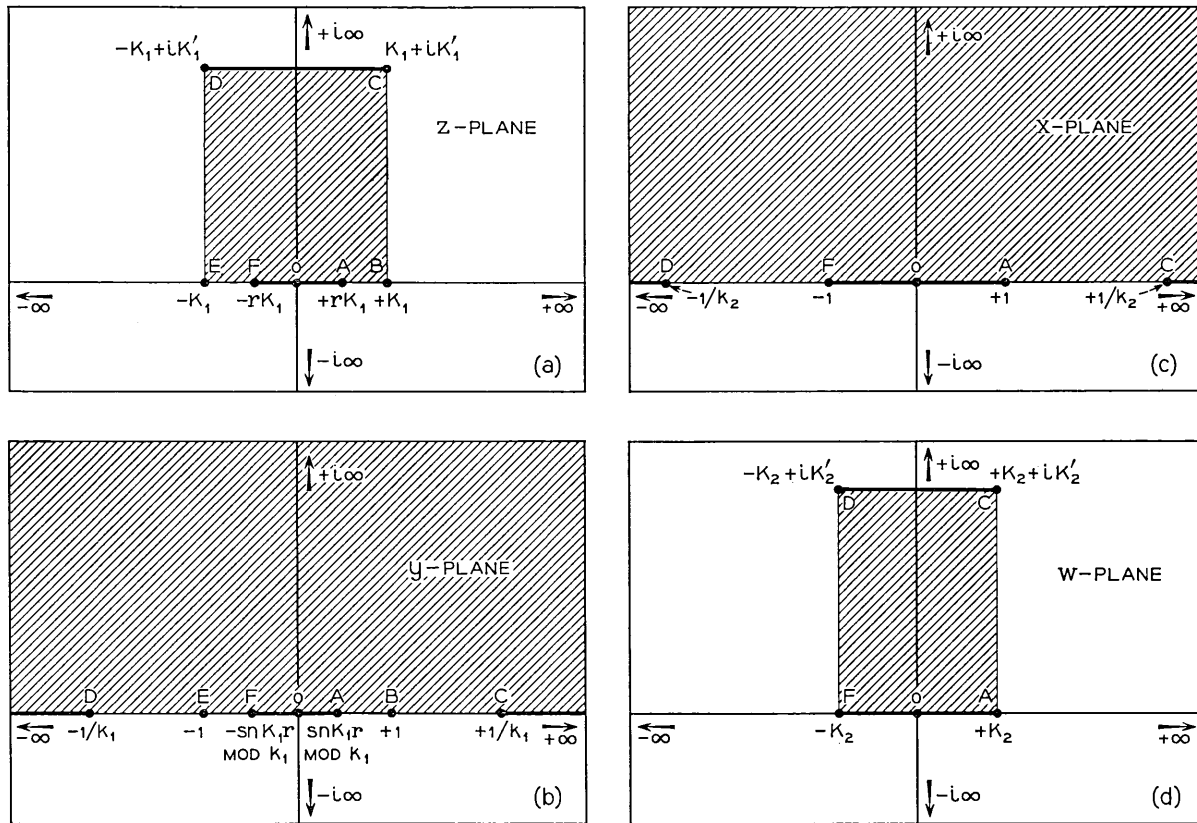 -K₁+iK′₁
+i∞
K₁+iK′₁
D
C
Z-PLANE
E
F
O
A
B
-∞
-K₁
-rK₁
+rK₁
+K₁
+∞
-i∞
(a)
+i∞
X-PLANE
D
F
O
A
C
-∞
-1/K₂
-1
+1
+1/K₂
+∞
-i∞
(c)
+i∞
y-PLANE
D
E
F
O
A
B
C
-∞
-1/K₁
-1
-sn K₁r
MOD K₁
sn K₁r
MOD K₁
+1
+1/K₁
+∞
-i∞
(b)
-K₂+iK′₂
+i∞
+K₂+iK′₂
D
C
W-PLANE
F
O
A
-∞
-K₂
+K₂
+∞
-i∞
(d)